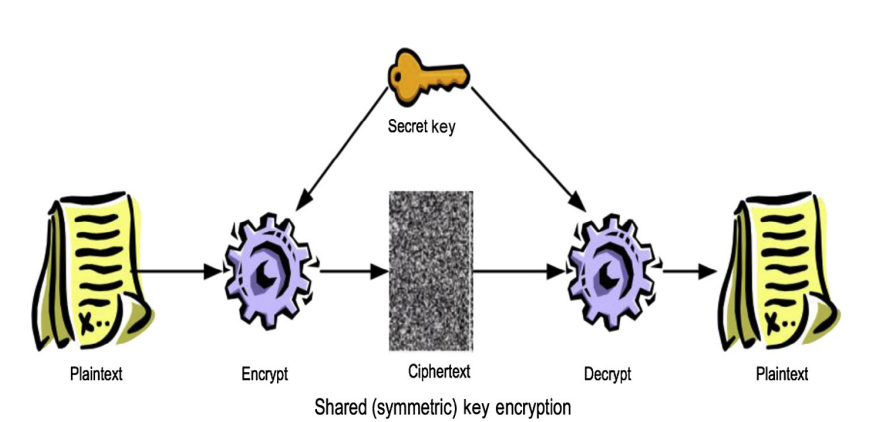 Secret key
Plaintext
Encrypt
Ciphertext
Decrypt
Plaintext
Shared (symmetric) key encryption